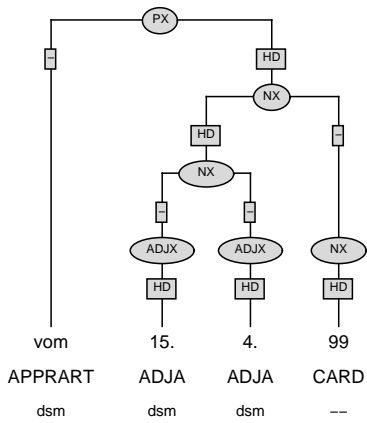 PX
– HD
NX
HD –
NX
– –
ADJX ADJX NX
HD HD HD
vom 15. 4. 99
APPRART ADJA ADJA CARD
dsm dsm dsm −−